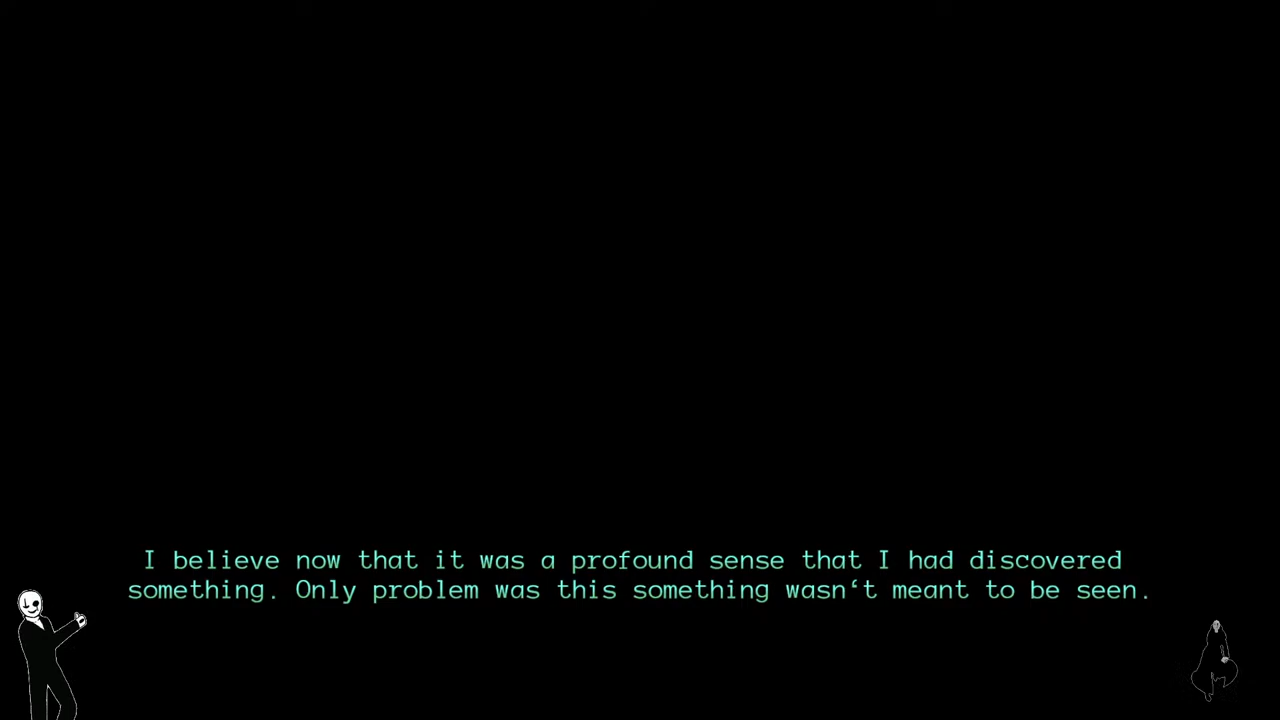 I believe now that it was a profound sense that I had discovered
something. Only problem was this something wasn‘t meant to be seen.